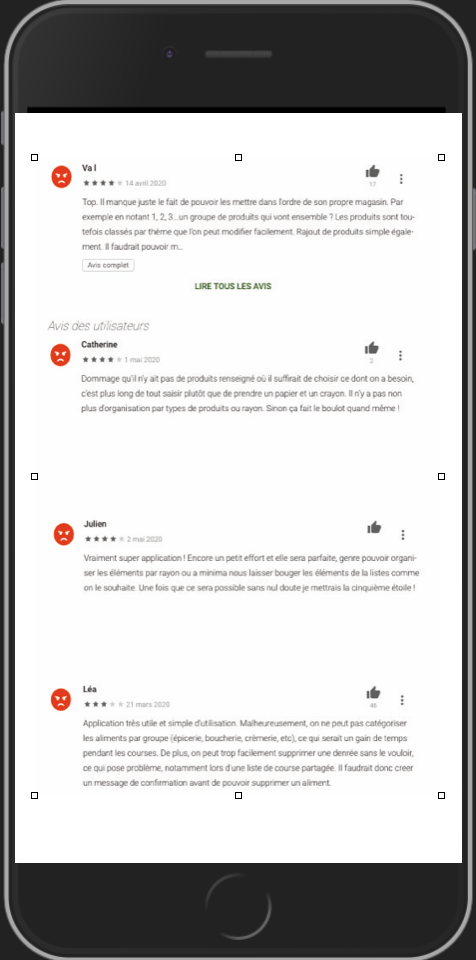 Va l
14 avril 2020
17
Top. Il manque juste le fait de pouvoir les mettre dans l'ordre de son propre magasin. Par
exemple en notant 1, 2, 3... un groupe de produits qui vont ensemble ? Les produits sont tou-
tefois classés par thème que l'on peut modifier facilement. Rajout de produits simple égale-
ment. Il faudrait pouvoir m...
Avis complet
LIRE TOUS LES AVIS
Avis des utilisateurs
Catherine
1 mai 2020
2
Dommage qu'il n'y ait pas de produits renseigné où il suffirait de choisir ce dont on a besoin,
c'est plus long de tout saisir plutôt que de prendre un papier et un crayon. Il n'y a pas non
plus d'organisation par types de produits ou rayon. Sinon ça fait le boulot quand même !
Julien
2 mai 2020
Vraiment super application ! Encore un petit effort et elle sera parfaite, genre pouvoir organi-
ser les éléments par rayon ou a minima nous laisser bouger les éléments de la listes comme
on le souhaite. Une fois que ce sera possible sans nul doute je mettrais la cinquième étoile !
Léa
21 mars 2020
46
Application très utile et simple d'utilisation. Malheureusement, on ne peut pas catégoriser
les aliments par groupe (épicerie, boucherie, crèmerie, etc), ce qui serait un gain de temps
pendant les courses. De plus, on peut trop facilement supprimer une denrée sans le vouloir,
ce qui pose problème, notamment lors d'une liste de course partagée. Il faudrait donc creer
un message de confirmation avant de pouvoir supprimer un aliment.